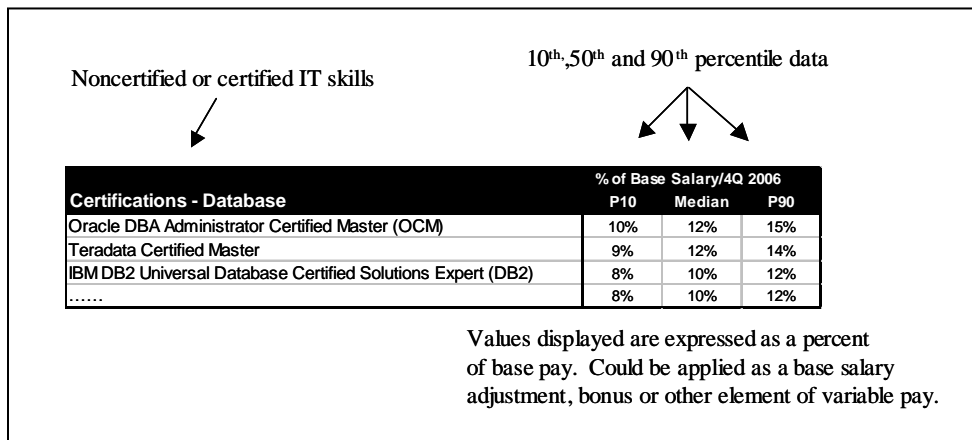 Noncertified or certified IT skills
10th,50th and 90th percentile data
% of Base Salary/4Q 2006
Certifications - Database P10 Median P90
Oracle DBA Administrator Certified Master (OCM) 10% 12% 15%
Teradata Certified Master 9% 12% 14%
IBM DB2 Universal Database Certified Solutions Expert (DB2) 8% 10% 12%
...... 8% 10% 12%
Values displayed are expressed as a percent
of base pay. Could be applied as a base salary
adjustment, bonus or other element of variable pay.